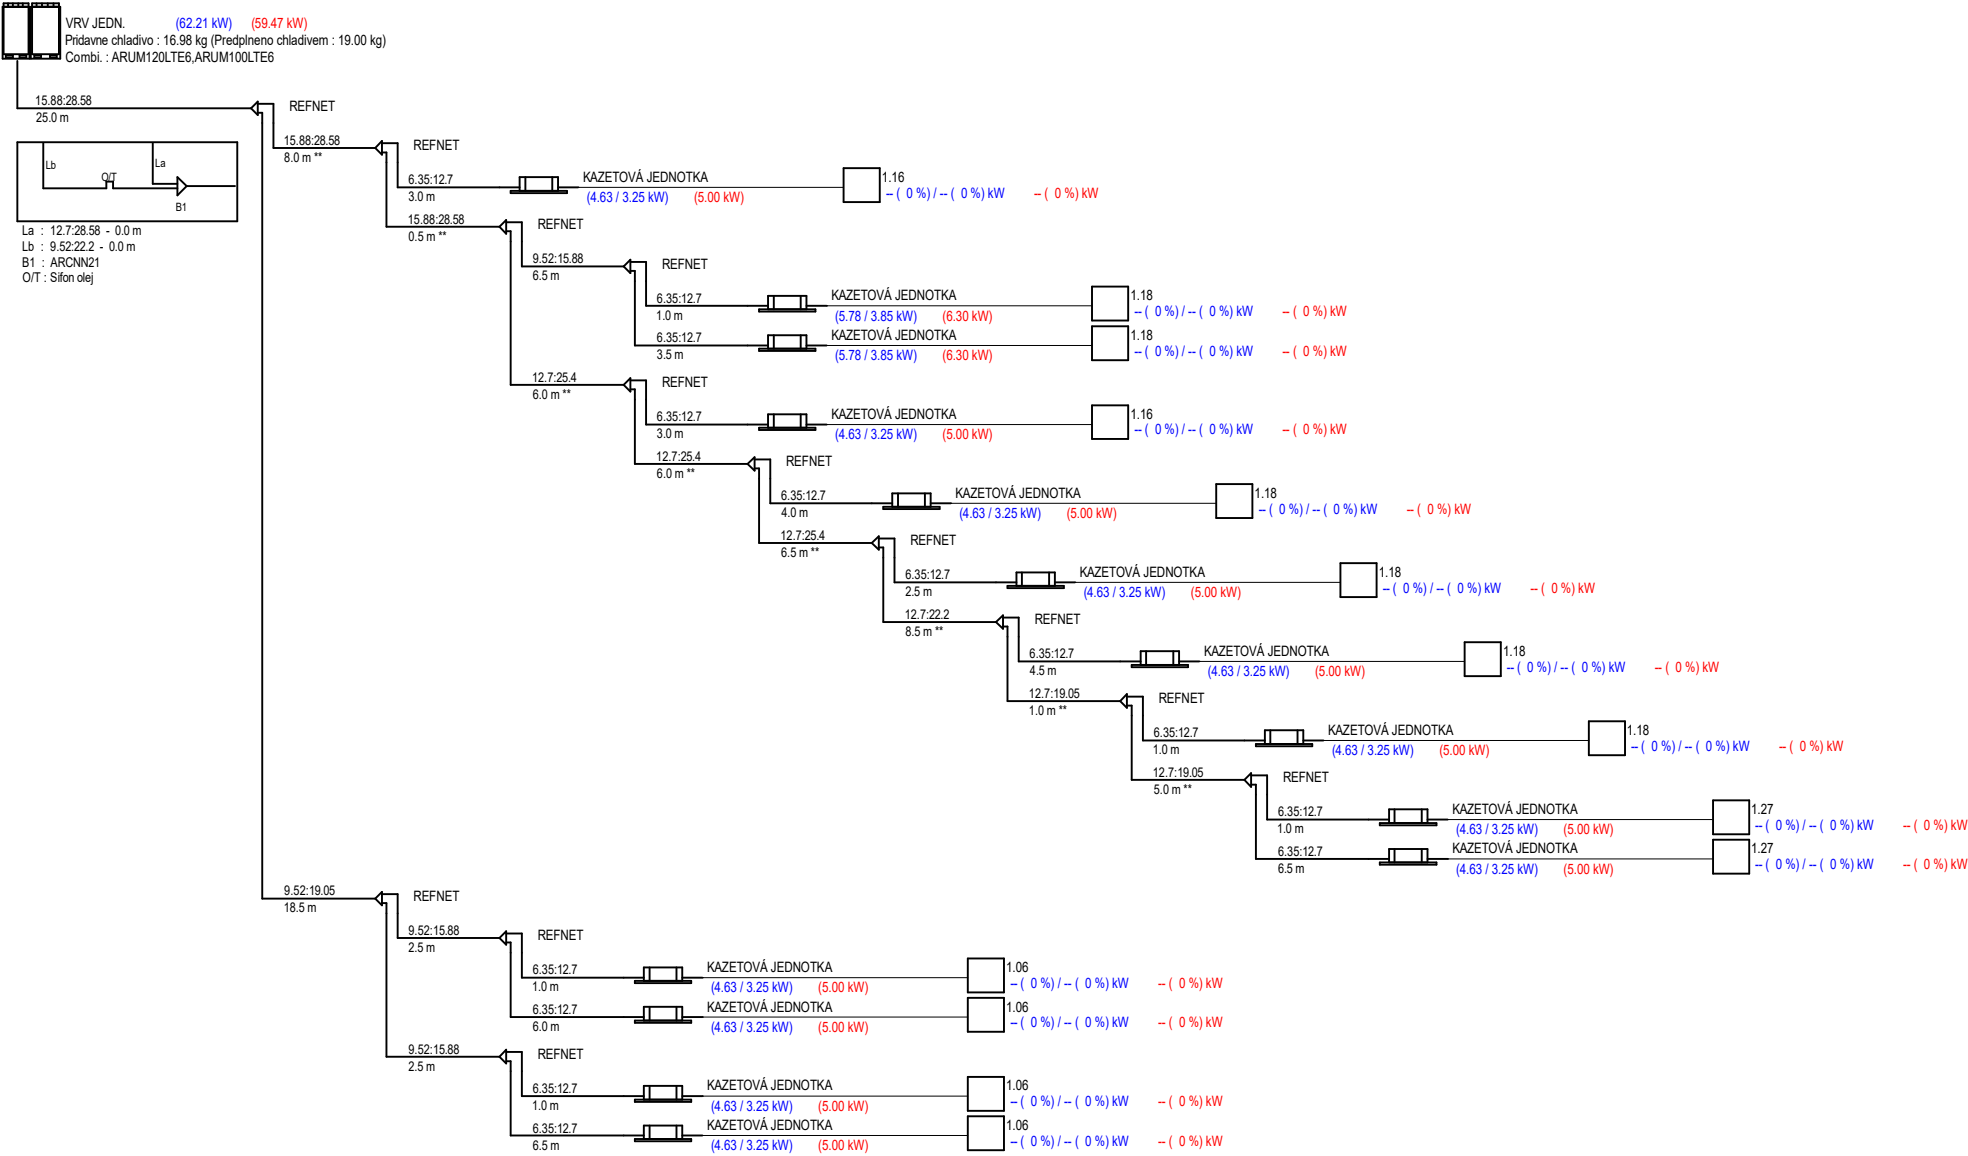 VRV JEDN. (62.21 kW) (59.47 kW)
Pridavne chladivo : 16.98 kg (Predplneno chladivem : 19.00 kg)
Combi. : ARUM120LTE6,ARUM100LTE6
15.88:28.58
25.0 m
REFNET
Lb
La
O/T
B1
La : 12.7:28.58 - 0.0 m
Lb : 9.52:22.2 - 0.0 m
B1 : ARCNN21
O/T : Sifon olej
15.88:28.58
8.0 m **
REFNET
6.35:12.7
3.0 m
KAZETOVÁ JEDNOTKA
(4.63 / 3.25 kW) (5.00 kW)
1.16
-- ( 0 %) / -- ( 0 %) kW -- ( 0 %) kW
15.88:28.58
0.5 m **
REFNET
9.52:15.88
6.5 m
REFNET
6.35:12.7
1.0 m
KAZETOVÁ JEDNOTKA
(5.78 / 3.85 kW) (6.30 kW)
1.18
-- ( 0 %) / -- ( 0 %) kW -- ( 0 %) kW
6.35:12.7
3.5 m
KAZETOVÁ JEDNOTKA
(5.78 / 3.85 kW) (6.30 kW)
1.18
-- ( 0 %) / -- ( 0 %) kW -- ( 0 %) kW
12.7:25.4
6.0 m **
REFNET
6.35:12.7
3.0 m
KAZETOVÁ JEDNOTKA
(4.63 / 3.25 kW) (5.00 kW)
1.16
-- ( 0 %) / -- ( 0 %) kW -- ( 0 %) kW
12.7:25.4
6.0 m **
REFNET
6.35:12.7
4.0 m
KAZETOVÁ JEDNOTKA
(4.63 / 3.25 kW) (5.00 kW)
1.18
-- ( 0 %) / -- ( 0 %) kW -- ( 0 %) kW
12.7:25.4
6.5 m **
REFNET
6.35:12.7
2.5 m
KAZETOVÁ JEDNOTKA
(4.63 / 3.25 kW) (5.00 kW)
1.18
-- ( 0 %) / -- ( 0 %) kW -- ( 0 %) kW
12.7:22.2
8.5 m **
REFNET
6.35:12.7
4.5 m
KAZETOVÁ JEDNOTKA
(4.63 / 3.25 kW) (5.00 kW)
1.18
-- ( 0 %) / -- ( 0 %) kW -- ( 0 %) kW
12.7:19.05
1.0 m **
REFNET
6.35:12.7
1.0 m
KAZETOVÁ JEDNOTKA
(4.63 / 3.25 kW) (5.00 kW)
1.18
-- ( 0 %) / -- ( 0 %) kW -- ( 0 %) kW
12.7:19.05
5.0 m **
REFNET
6.35:12.7
1.0 m
KAZETOVÁ JEDNOTKA
(4.63 / 3.25 kW) (5.00 kW)
1.27
-- ( 0 %) / -- ( 0 %) kW -- ( 0 %) kW
6.35:12.7
6.5 m
KAZETOVÁ JEDNOTKA
(4.63 / 3.25 kW) (5.00 kW)
1.27
-- ( 0 %) / -- ( 0 %) kW -- ( 0 %) kW
9.52:19.05
18.5 m
REFNET
9.52:15.88
2.5 m
REFNET
6.35:12.7
1.0 m
KAZETOVÁ JEDNOTKA
(4.63 / 3.25 kW) (5.00 kW)
1.06
-- ( 0 %) / -- ( 0 %) kW -- ( 0 %) kW
6.35:12.7
6.0 m
KAZETOVÁ JEDNOTKA
(4.63 / 3.25 kW) (5.00 kW)
1.06
-- ( 0 %) / -- ( 0 %) kW -- ( 0 %) kW
9.52:15.88
2.5 m
REFNET
6.35:12.7
1.0 m
KAZETOVÁ JEDNOTKA
(4.63 / 3.25 kW) (5.00 kW)
1.06
-- ( 0 %) / -- ( 0 %) kW -- ( 0 %) kW
6.35:12.7
6.5 m
KAZETOVÁ JEDNOTKA
(4.63 / 3.25 kW) (5.00 kW)
1.06
-- ( 0 %) / -- ( 0 %) kW -- ( 0 %) kW